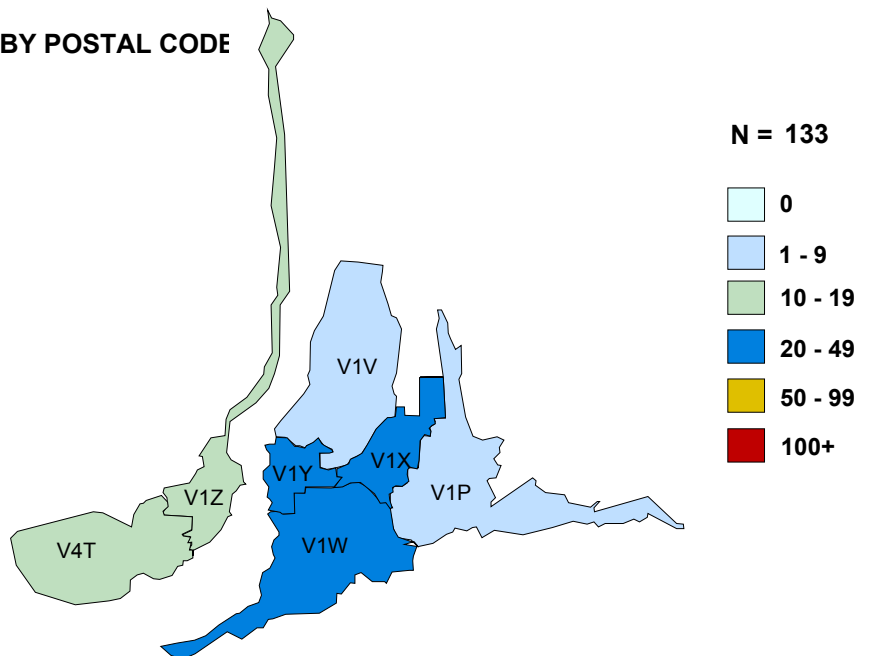 BY POSTAL CODE
N = 133
0
1 - 9
10 - 19
20 - 49
50 - 99
100+
V1V
V1X
V1Y
V1P
V1Z
V1W
V4T